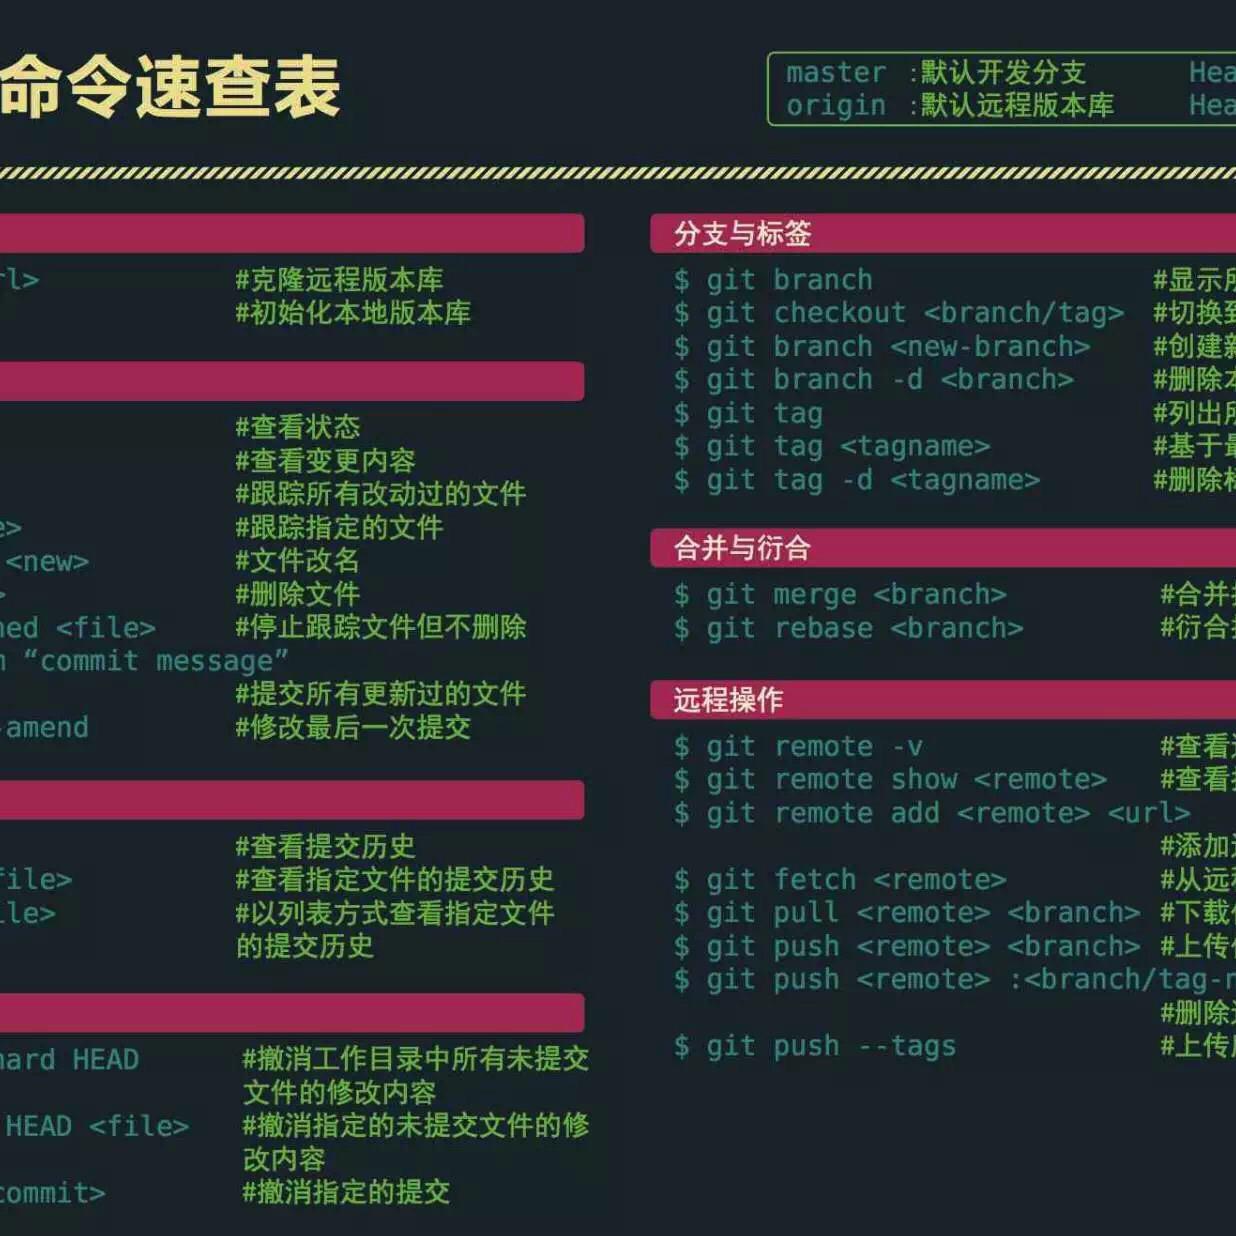 命令速查表
master :默认开发分支
origin :默认远程版本库
#克隆远程版本库
#初始化本地版本库
#查看状态
#查看变更内容
#跟踪所有改动过的文件
#跟踪指定的文件
<new> #文件改名
#删除文件
<file> #停止跟踪文件但不删除
“commit message”
#提交所有更新过的文件
amend #修改最后一次提交
#查看提交历史
file> #查看指定文件的提交历史
#以列表方式查看指定文件
的提交历史
hard HEAD #撤消工作目录中所有未提交
文件的修改内容
HEAD <file> #撤消指定的未提交文件的修
改内容
commit> #撤消指定的提交
分支与标签
$ git branch #显示
$ git checkout <branch/tag> #切换到
$ git branch <new-branch> #创建新
$ git branch -d <branch> #删除本
$ git tag #列出所
$ git tag <tagname> #基于最
$ git tag -d <tagname> #删除
合并与衍合
$ git merge <branch> #合并
$ git rebase <branch> #衍合
远程操作
$ git remote -v #查看
$ git remote show <remote> #查看
$ git remote add <remote> <url>
#添加
$ git fetch <remote> #从远
$ git pull <remote> <branch> #下载
$ git push <remote> <branch> #上传
$ git push <remote> :<branch/tag-
#删除
$ git push --tags #上传